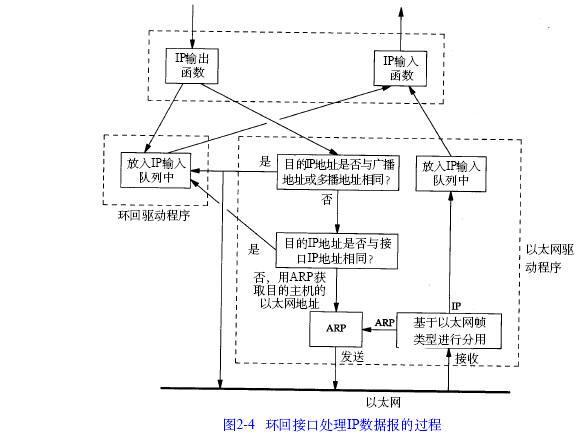 IP输出
函数
IP输入
函数
放入IP输入
队列中
环回驱动程序
是
目的IP地址是否与广播
地址或多播地址相同?
否
放入IP输入
队列中
是
目的IP地址是否与接
口IP地址相同?
以太网驱
动程序
否，用ARP获
取目的主机的
以太网地址
IP
ARP
ARP
基于以太网帧
类型进行分用
发送
接收
以太网
图2-4 环回接口处理IP数据报的过程